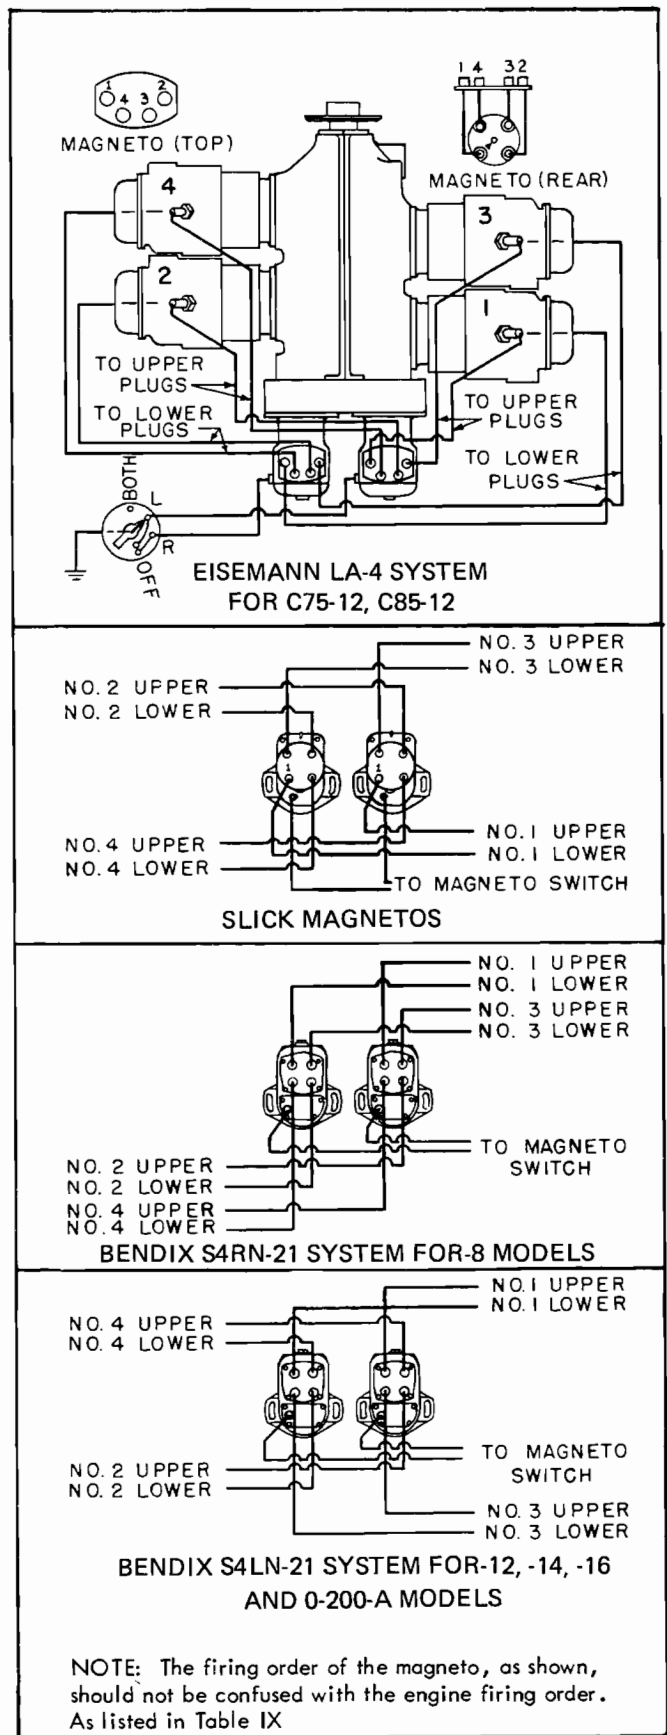 1 2
4 3
MAGNETO (TOP)
1 4 3 2
MAGNETO (REAR)
4
3
2
1
TO UPPER
PLUGS
TO LOWER
PLUGS
TO UPPER
PLUGS
TO LOWER
PLUGS
BOTH
L
R
OFF
EISEMANN LA-4 SYSTEM
FOR C75-12, C85-12
NO. 3 UPPER
NO. 3 LOWER
NO. 2 UPPER
NO. 2 LOWER
1
1
NO. 4 UPPER
NO. 4 LOWER
NO. 1 UPPER
NO. 1 LOWER
TO MAGNETO SWITCH
SLICK MAGNETOS
NO. 1 UPPER
NO. 1 LOWER
NO. 3 UPPER
NO. 3 LOWER
TO MAGNETO
SWITCH
NO. 2 UPPER
NO. 2 LOWER
NO. 4 UPPER
NO. 4 LOWER
BENDIX S4RN-21 SYSTEM FOR-8 MODELS
NO. 1 UPPER
NO. 1 LOWER
NO. 4 UPPER
NO. 4 LOWER
TO MAGNETO
SWITCH
NO. 2 UPPER
NO. 2 LOWER
NO. 3 UPPER
NO. 3 LOWER
BENDIX S4LN-21 SYSTEM FOR-12, -14, -16
AND 0-200-A MODELS
NOTE: The firing order of the magneto, as shown,
should not be confused with the engine firing order.
As listed in Table IX